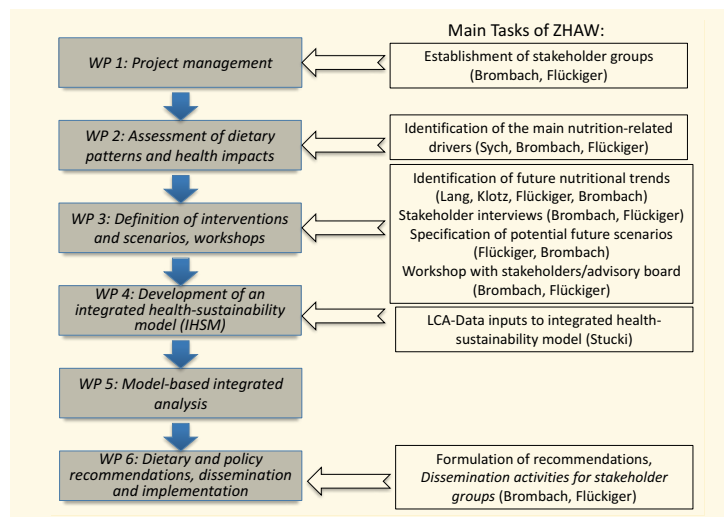 Main Tasks of ZHAW:
WP 1: Project management
Establishment of stakeholder groups
(Brombach, Flückiger)
WP 2: Assessment of dietary
patterns and health impacts
Identification of the main nutrition-related
drivers (Sych, Brombach, Flückiger)
WP 3: Definition of interventions
and scenarios, workshops
Identification of future nutritional trends
(Lang, Klotz, Flückiger, Brombach)
Stakeholder interviews (Brombach, Flückiger)
Specification of potential future scenarios
(Flückiger, Brombach)
Workshop with stakeholders/advisory board
(Brombach, Flückiger)
WP 4: Development of an
integrated health-sustainability
model (IHSM)
LCA-Data inputs to integrated health-
sustainability model (Stucki)
WP 5: Model-based integrated
analysis
WP 6: Dietary and policy
recommendations, dissemination
and implementation
Formulation of recommendations,
Dissemination activities for stakeholder
groups (Brombach, Flückiger)